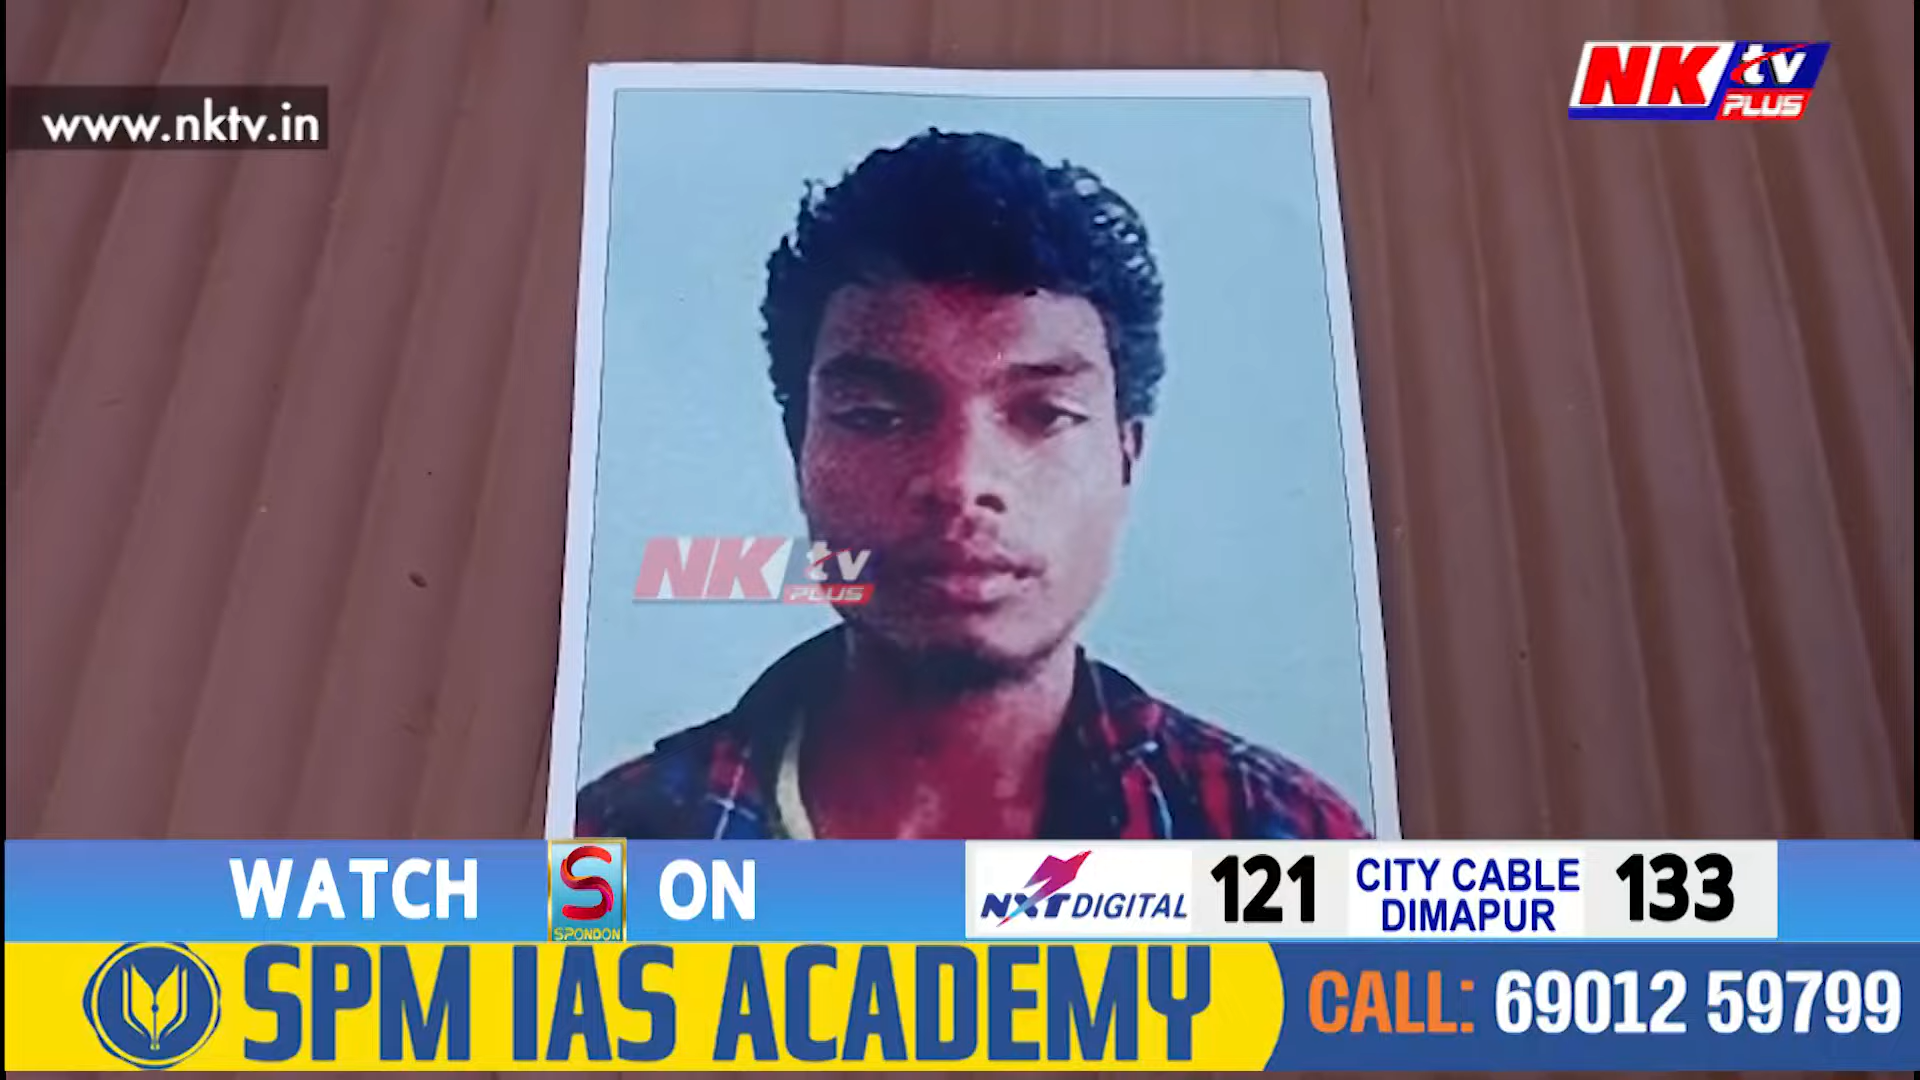 www.nktv.in
NK tv
PLUS
NK tv
PLUS
WATCH S ON
SPONDON
NXT DIGITAL 121 CITY CABLE DIMAPUR 133
SPM IAS ACADEMY CALL: 69012 59799